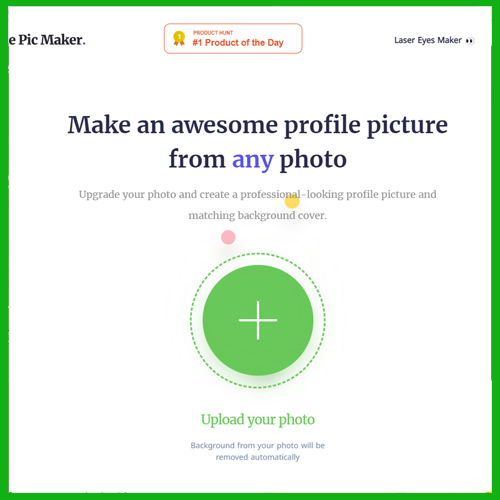 e Pic Maker.
PRODUCT HUNT
#1 Product of the Day
Laser Eyes Maker 👀
Make an awesome profile picture
from any photo
Upgrade your photo and create a professional-looking profile picture and
matching background cover.
Upload your photo
Background from your photo will be
removed automatically